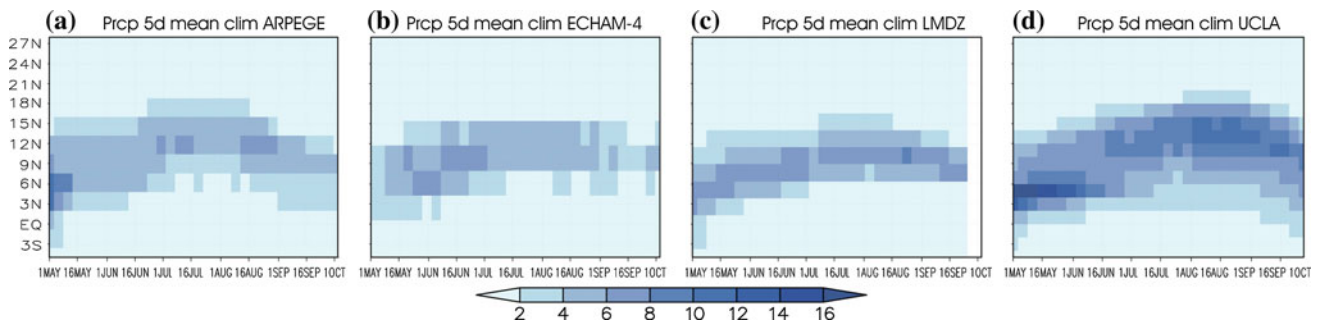 (a) Prcp 5d mean clim ARPEGE
(b) Prcp 5d mean clim ECHAM-4
(c) Prcp 5d mean clim LMDZ
(d) Prcp 5d mean clim UCLA
27N
24N
21N
18N
15N
12N
9N
6N
3N
EQ
3S
1MAY 16MAY 1JUN 16JUN 1JUL 16JUL 1AUG 16AUG 1SEP 16SEP 1OCT
1MAY 16MAY 1JUN 16JUN 1JUL 16JUL 1AUG 16AUG 1SEP 16SEP 1OCT
1MAY 16MAY 1JUN 16JUN 1JUL 16JUL 1AUG 16AUG 1SEP 16SEP 1OCT
1MAY 16MAY 1JUN 16JUN 1JUL 16JUL 1AUG 16AUG 1SEP 16SEP 1OCT
2 4 6 8 10 12 14 16